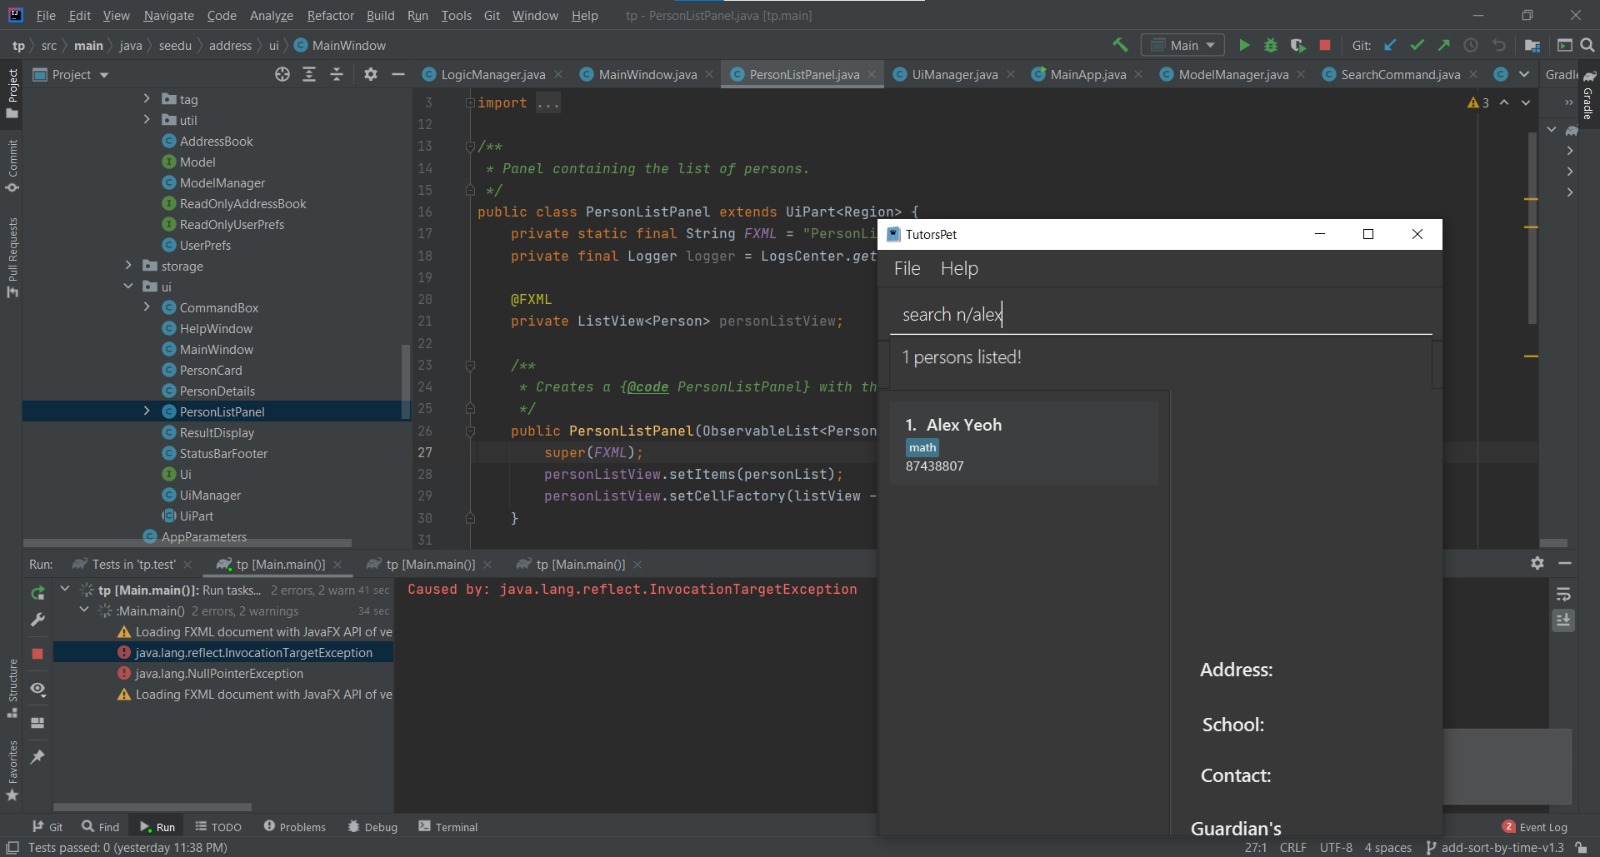 File Edit View Navigate Code Analyze Refactor Build Run Tools Git Window Help tp - PersonListPanel.java [tp.main]
tp src main java seedu address ui MainWindow Main Git:
Project LogicManager.java MainWindow.java PersonListPanel.java UiManager.java MainApp.java ModelManager.java SearchCommand.java Gradle
Project
Commit
Pull Requests
Structure
Favorites
Gradle
tag
util
AddressBook
Model
ModelManager
ReadOnlyAddressBook
ReadOnlyUserPrefs
UserPrefs
storage
ui
CommandBox
HelpWindow
MainWindow
PersonCard
PersonDetails
PersonListPanel
ResultDisplay
StatusBarFooter
Ui
UiManager
UiPart
AppParameters
3 import ... 3
12
13 /**
14 * Panel containing the list of persons.
15 */
16 public class PersonListPanel extends UiPart<Region> {
17 private static final String FXML = "PersonLi
18 private final Logger logger = LogsCenter.get
19
20 @FXML
21 private ListView<Person> personListView;
22
23 /**
24 * Creates a {@code PersonListPanel} with th
25 */
26 public PersonListPanel(ObservableList<Person
27 super(FXML);
28 personListView.setItems(personList);
29 personListView.setCellFactory(listView -
30 }
31
TutorsPet
File Help
search n/alex
1 persons listed!
1. Alex Yeoh
math
87438807
Address:
School:
Contact:
Guardian's
Run: Tests in 'tp.test' tp [Main.main()] tp [Main.main()] tp [Main.main()]
tp [Main.main()]: Run tasks... 2 errors, 2 warn 41 sec
:Main.main() 2 errors, 2 warnings 34 sec
Loading FXML document with JavaFX API of ve
java.lang.reflect.InvocationTargetException
java.lang.NullPointerException
Loading FXML document with JavaFX API of ve
Caused by: java.lang.reflect.InvocationTargetException
Git Find Run TODO Problems Debug Terminal 2 Event Log
Tests passed: 0 (yesterday 11:38 PM) 27:1 CRLF UTF-8 4 spaces add-sort-by-time-v1.3